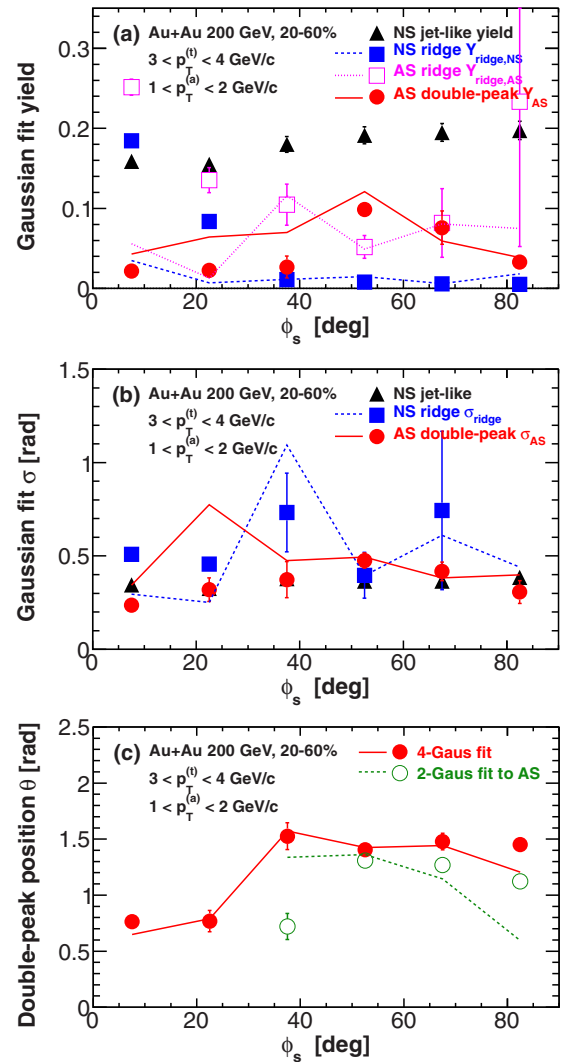 (a) Au+Au 200 GeV, 20-60%
3 < p_T^(t) < 4 GeV/c
1 < p_T^(a) < 2 GeV/c
NS jet-like yield
NS ridge Y_ridge,NS
AS ridge Y_ridge,AS
AS double-peak Y_AS
Gaussian fit yield
0.3
0.2
0.1
0
0 20 40 60 80
ϕ_s [deg]
(b) Au+Au 200 GeV, 20-60%
3 < p_T^(t) < 4 GeV/c
1 < p_T^(a) < 2 GeV/c
NS jet-like
NS ridge σ_ridge
AS double-peak σ_AS
Gaussian fit σ [rad]
1.5
1
0.5
0
0 20 40 60 80
ϕ_s [deg]
(c) Au+Au 200 GeV, 20-60%
3 < p_T^(t) < 4 GeV/c
1 < p_T^(a) < 2 GeV/c
4-Gaus fit
2-Gaus fit to AS
Double-peak position θ [rad]
2.5
2
1.5
1
0.5
0
0 20 40 60 80
ϕ_s [deg]